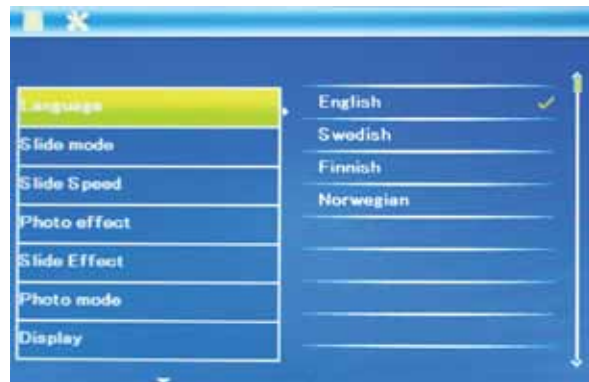 Language
Slide mode
Slide Speed
Photo effect
Slide Effect
Photo mode
Display
English
Swedish
Finnish
Norwegian